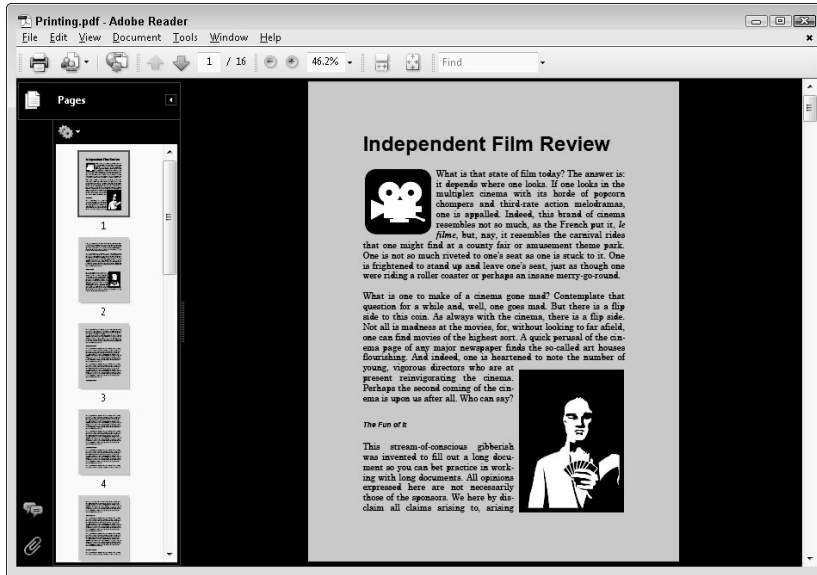 Printing.pdf - Adobe Reader
File Edit View Document Tools Window Help
1 / 16 46.2% Find
Pages
1
2
3
4
Independent Film Review
What is that state of film today? The answer is:
it depends where one looks. If one looks in the
multiplex cinema with its horde of popcorn
chompers and third-rate action melodramas,
one is appalled. Indeed, this brand of cinema
resembles not so much, as the French put it, le
filme, but, nay, it resembles the carnival rides
that one might find at a county fair or amusement theme park.
One is not so much riveted to one's seat as one is stuck to it. One
is frightened to stand up and leave one's seat, just as though one
were riding a roller coaster or perhaps an insane merry-go-round.
What is one to make of a cinema gone mad? Contemplate that
question for a while and, well, one goes mad. But there is a flip
side to this coin. As always with the cinema, there is a flip side.
Not all is madness at the movies, for, without looking to far afield,
one can find movies of the highest sort. A quick perusal of the cin-
ema page of any major newspaper finds the so-called art houses
flourishing. And indeed, one is heartened to note the number of
young, vigorous directors who are at
present reinvigorating the cinema.
Perhaps the second coming of the cin-
ema is upon us after all. Who can say?
The Fun of It
This stream-of-conscious gibberish
was invented to fill out a long docu-
ment so you can bet practice in work-
ing with long documents. All opinions
expressed here are not necessarily
those of the sponsors. We here by dis-
claim all claims arising to, arising